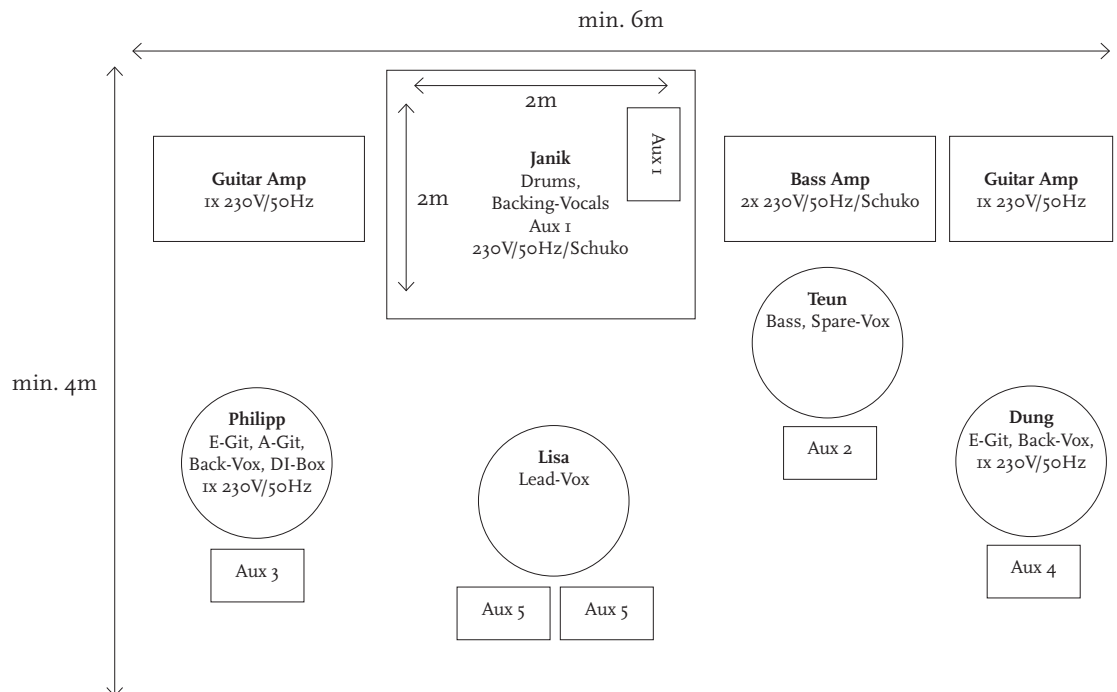 min. 6m
2m
2m
Aux 1
Janik
Drums,
Backing-Vocals
Aux 1
230V/50Hz/Schuko
Guitar Amp
1x 230V/50Hz
Bass Amp
2x 230V/50Hz/Schuko
Guitar Amp
1x 230V/50Hz
Teun
Bass, Spare-Vox
Aux 2
min. 4m
Philipp
E-Git, A-Git,
Back-Vox, DI-Box
1x 230V/50Hz
Aux 3
Lisa
Lead-Vox
Aux 5
Aux 5
Dung
E-Git, Back-Vox,
1x 230V/50Hz
Aux 4